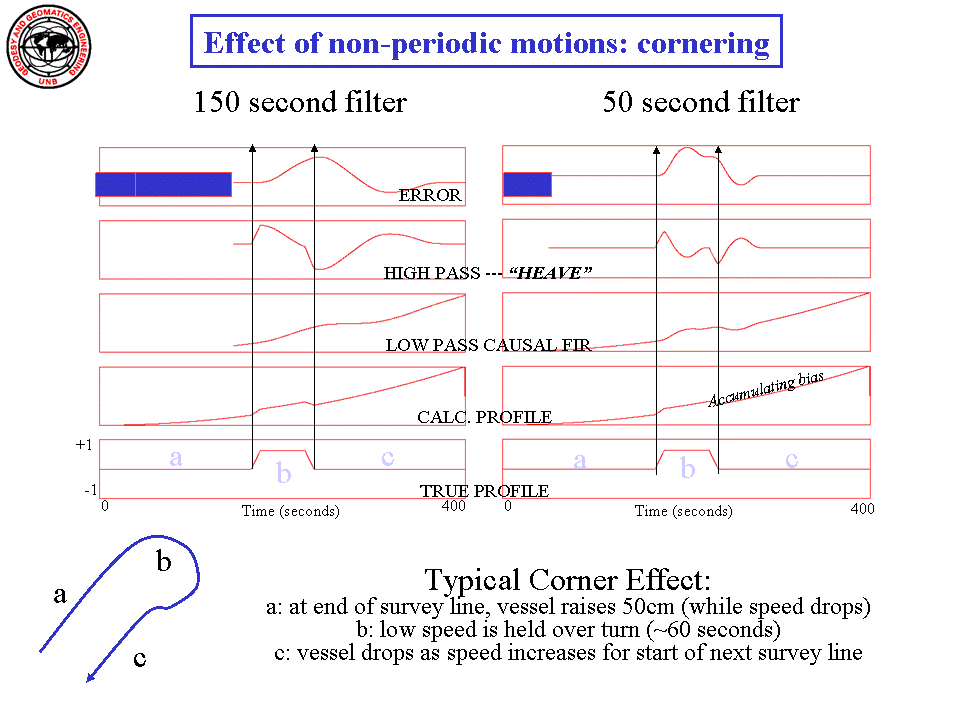 GEODESY AND GEOMATICS ENGINEERING
UNB
Effect of non-periodic motions: cornering
150 second filter
50 second filter
ERROR
HIGH PASS --- “HEAVE”
LOW PASS CAUSAL FIR
Accumulating bias
CALC. PROFILE
+1
a
b
c
a
b
c
-1
TRUE PROFILE
0
Time (seconds)
400
0
Time (seconds)
400
a
b
c
Typical Corner Effect:
a: at end of survey line, vessel raises 50cm (while speed drops)
b: low speed is held over turn (~60 seconds)
c: vessel drops as speed increases for start of next survey line